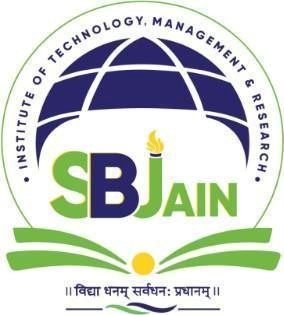 • INSTITUTE OF TECHNOLOGY, MANAGEMENT & RESEARCH •
SBJAIN
॥ विद्या धनम् सर्वधनः प्रधानम् ॥